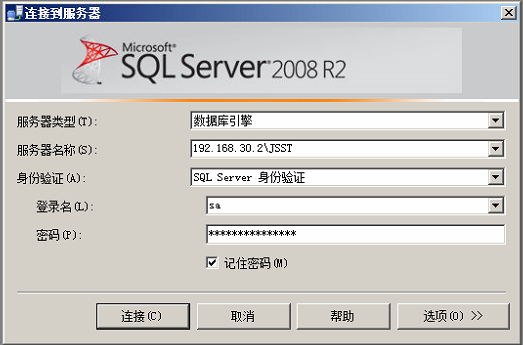 连接到服务器
Microsoft®
SQL Server® 2008 R2
服务器类型(T): 数据库引擎
服务器名称(S): 192.168.30.2\JSST
身份验证(A): SQL Server 身份验证
登录名(L): sa
密码(P): ***************
记住密码(M)
连接(C) 取消 帮助 选项(O) >>